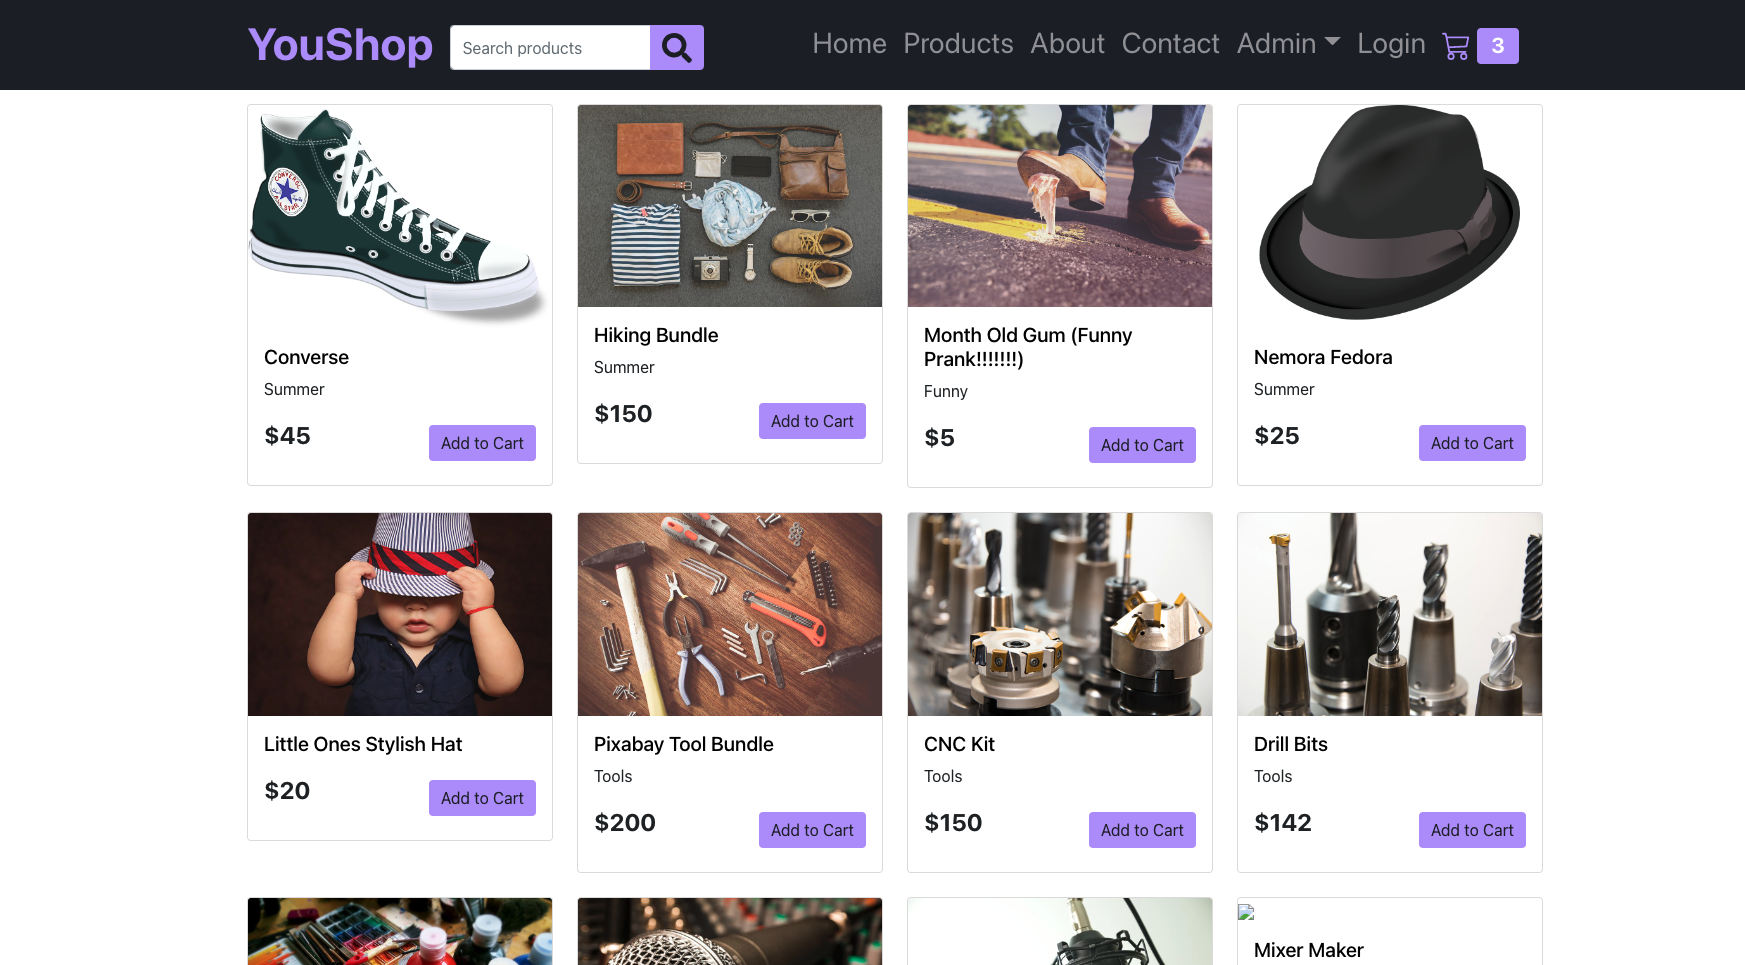 YouShop
Search products
Home Products About Contact Admin Login 3
Converse
Summer
$45
Add to Cart
Hiking Bundle
Summer
$150
Add to Cart
Month Old Gum (Funny
Prank!!!!!!!)
Funny
$5
Add to Cart
Nemora Fedora
Summer
$25
Add to Cart
Little Ones Stylish Hat
$20
Add to Cart
Pixabay Tool Bundle
Tools
$200
Add to Cart
CNC Kit
Tools
$150
Add to Cart
Drill Bits
Tools
$142
Add to Cart
Mixer Maker